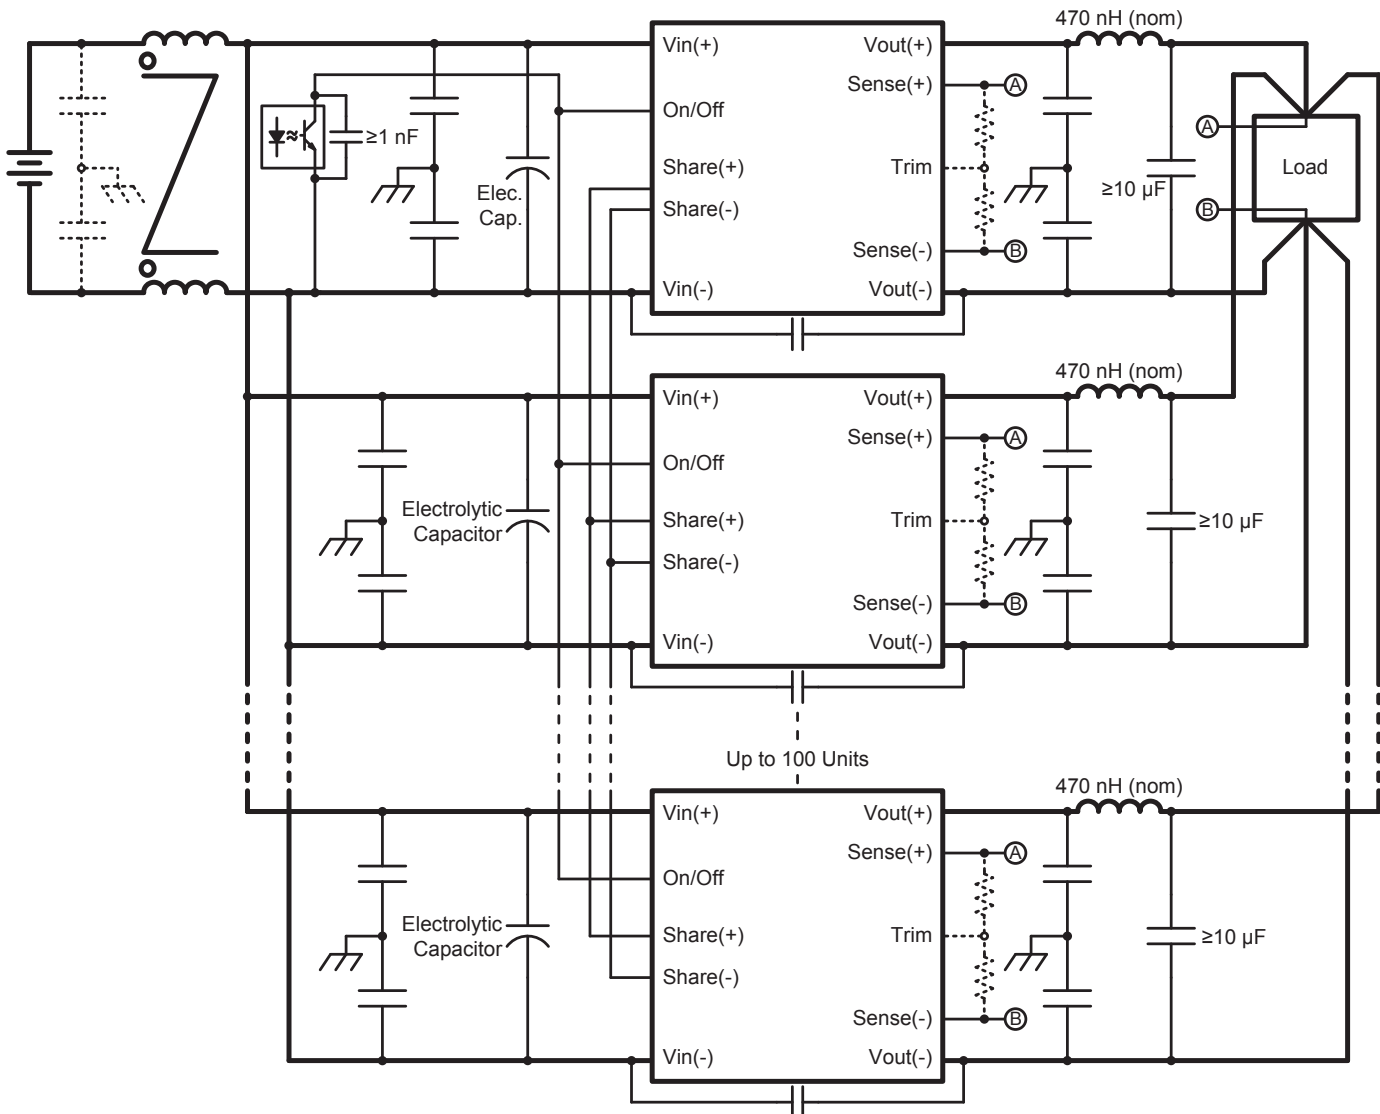 470 nH (nom)
Vin(+)
Vout(+)
Sense(+)
A
On/Off
≥1 nF
A
Share(+)
Trim
Load
Elec.
Cap.
≥10 µF
Share(-)
B
Sense(-)
B
Vin(-)
Vout(-)
470 nH (nom)
Vin(+)
Vout(+)
Sense(+)
A
On/Off
Electrolytic
Capacitor
Share(+)
Trim
≥10 µF
Share(-)
Sense(-)
B
Vin(-)
Vout(-)
Up to 100 Units
470 nH (nom)
Vin(+)
Vout(+)
Sense(+)
A
On/Off
Electrolytic
Capacitor
Share(+)
Trim
≥10 µF
Share(-)
Sense(-)
B
Vin(-)
Vout(-)